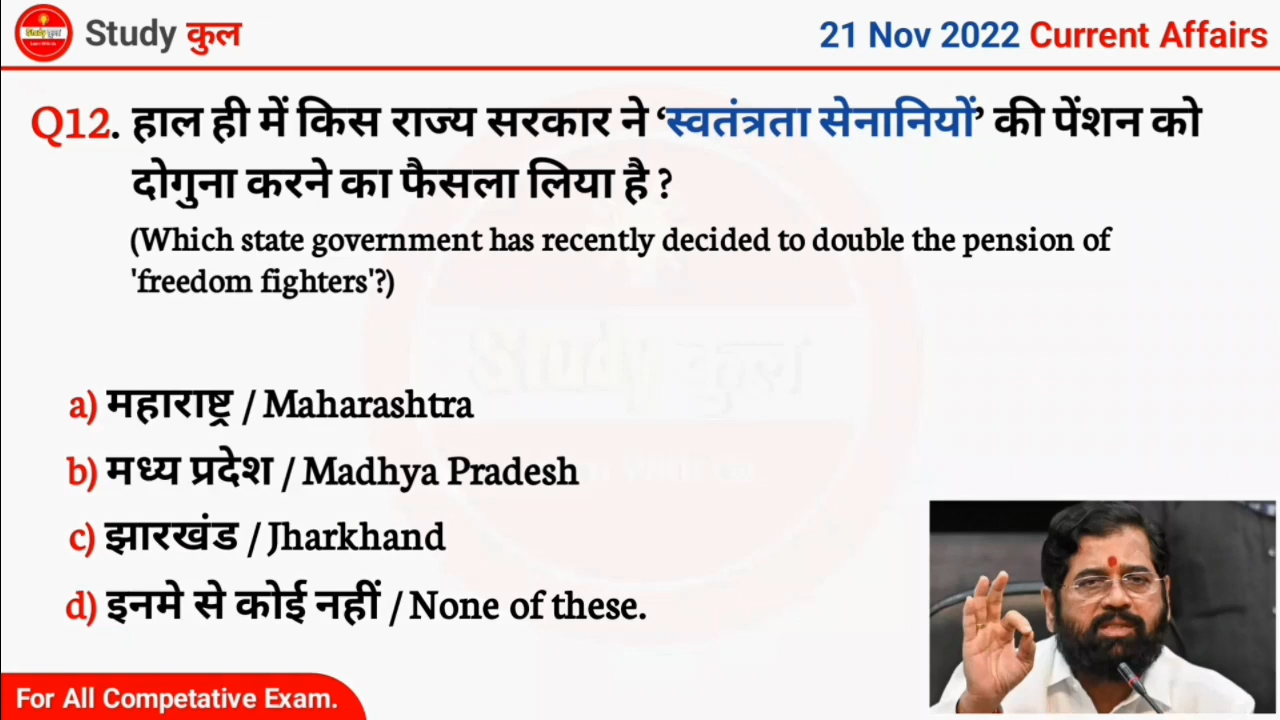 Study कुल
21 Nov 2022 Current Affairs
Q12. हाल ही में किस राज्य सरकार ने ‘स्वतंत्रता सेनानियों’ की पेंशन को
दोगुना करने का फैसला लिया है ?
(Which state government has recently decided to double the pension of
'freedom fighters'?)
Study कुल
a) महाराष्ट्र / Maharashtra
b) मध्य प्रदेश / Madhya Pradesh
c) झारखंड / Jharkhand
d) इनमे से कोई नहीं / None of these.
For All Competative Exam.